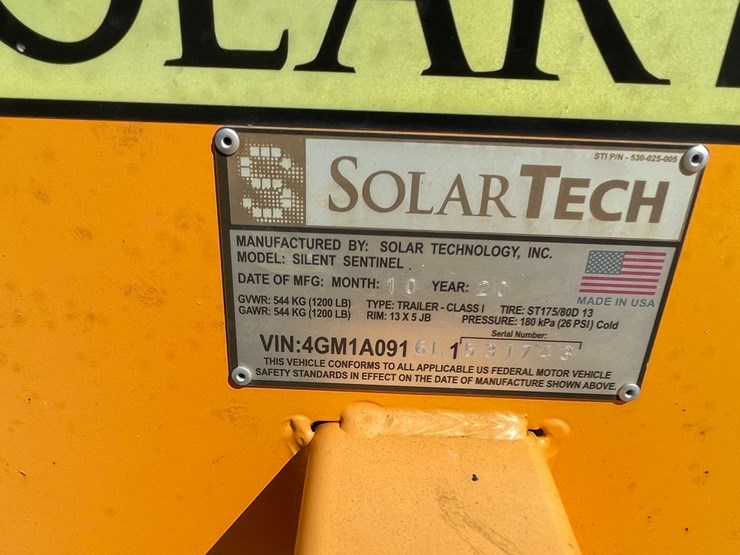 SOLARTECH
STI P/N - 530-025-005
MANUFACTURED BY: SOLAR TECHNOLOGY, INC.
MODEL: SILENT SENTINEL
DATE OF MFG: MONTH: 10 YEAR: 20
MADE IN USA
GVWR: 544 KG (1200 LB) TYPE: TRAILER - CLASS I TIRE: ST175/80D 13
GAWR: 544 KG (1200 LB) RIM: 13 X 5 JB PRESSURE: 180 kPa (26 PSI) Cold
Serial Number:
VIN:4GM1A091 6L 1
THIS VEHICLE CONFORMS TO ALL APPLICABLE US FEDERAL MOTOR VEHICLE
SAFETY STANDARDS IN EFFECT ON THE DATE OF MANUFACTURE SHOWN ABOVE.